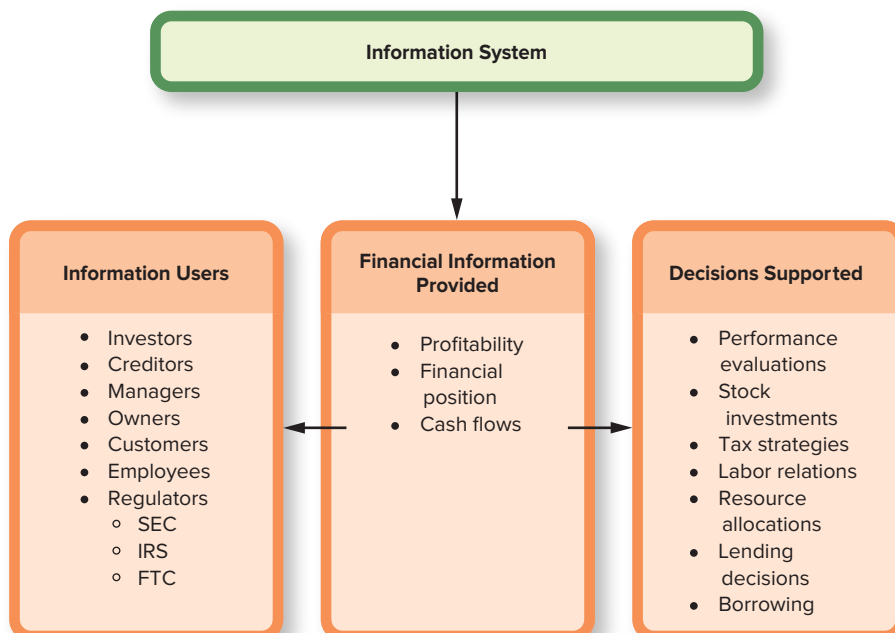 Information System
Information Users
Investors
Creditors
Managers
Owners
Customers
Employees
Regulators
SEC
IRS
FTC
Financial Information
Provided
Profitability
Financial
position
Cash flows
Decisions Supported
Performance
evaluations
Stock
investments
Tax strategies
Labor relations
Resource
allocations
Lending
decisions
Borrowing